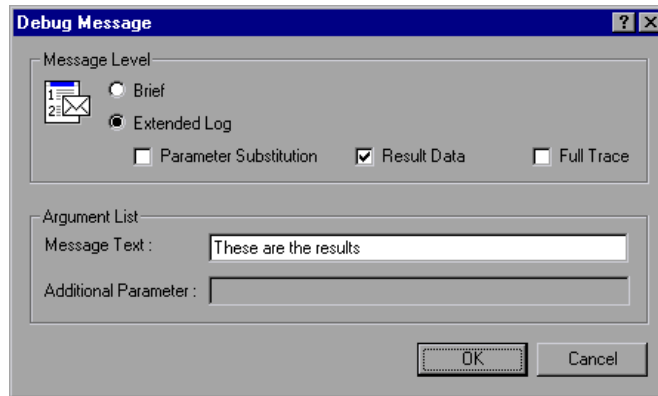 Debug Message
Message Level
Brief
Extended Log
Parameter Substitution Result Data Full Trace
Argument List
Message Text : These are the results
Additional Parameter :
OK Cancel